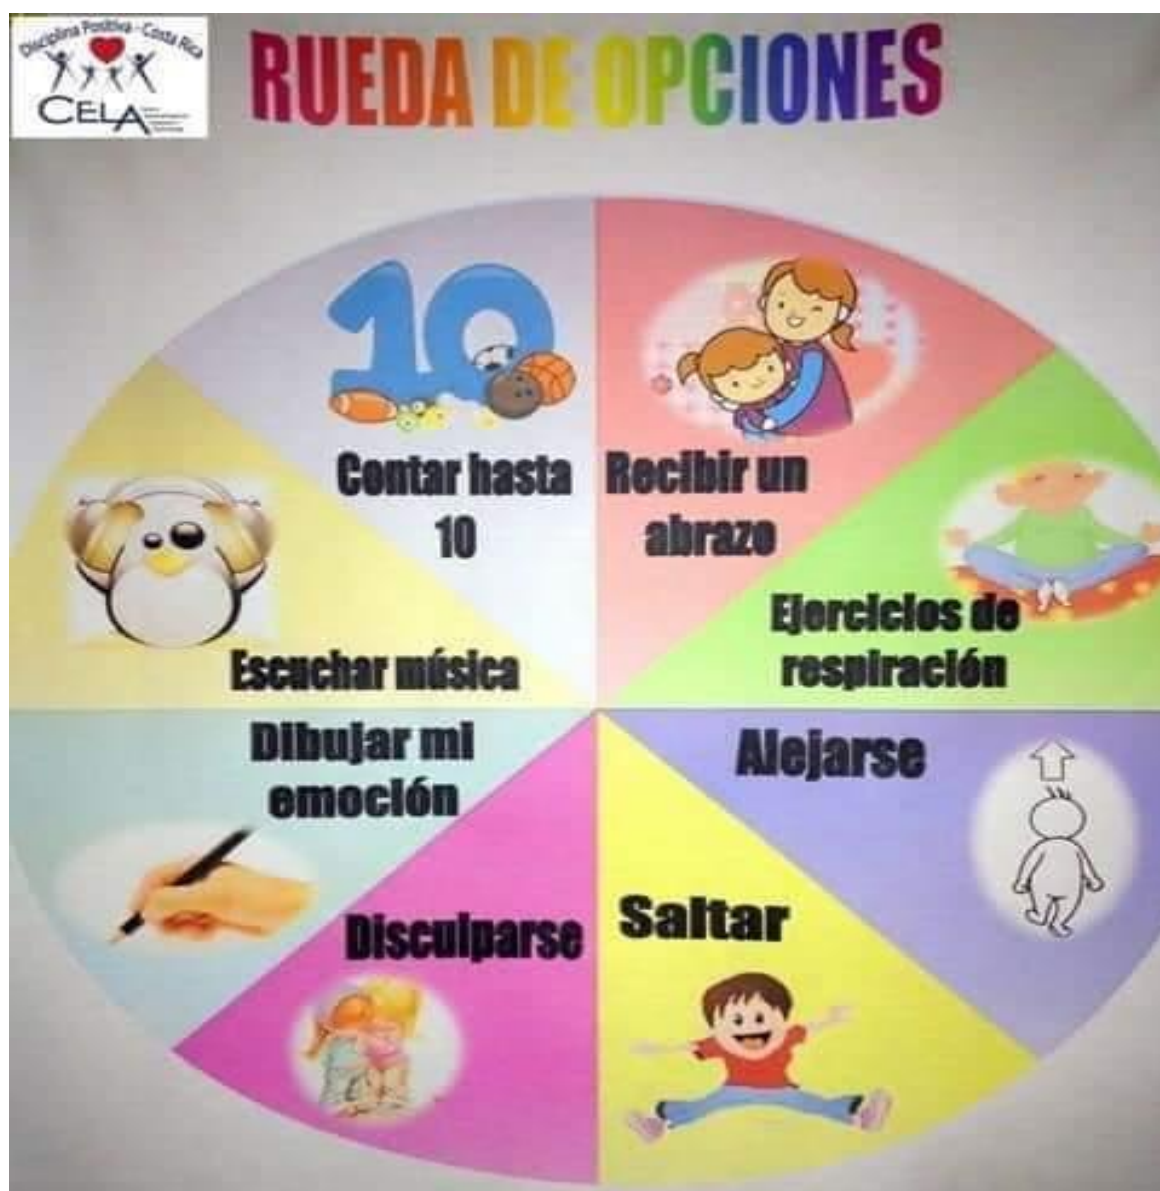 Disciplina Positiva - Costa Rica
CELA
RUEDA DE OPCIONES
10
Contar hasta
10
Recibir un
abrazo
Ejercicios de
respiración
Alejarse
Saltar
Disculparse
Dibujar mi
emoción
Escuchar música